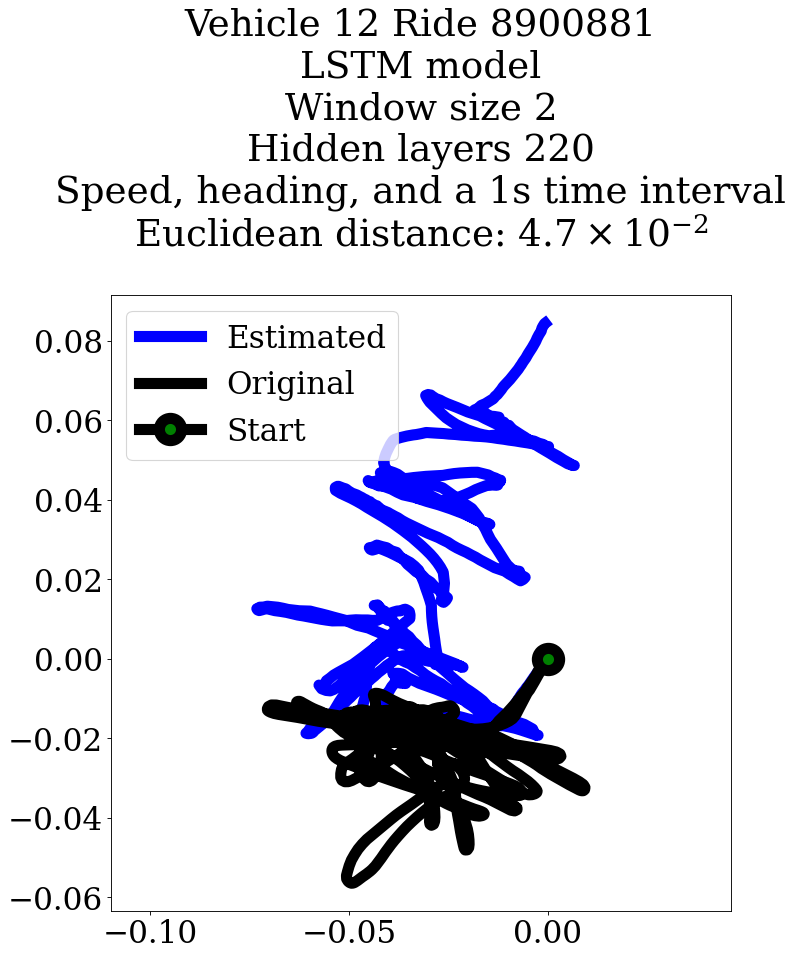 Vehicle 12 Ride 8900881
LSTM model
Window size 2
Hidden layers 220
Speed, heading, and a 1s time interval
Euclidean distance: 4.7 × 10⁻²
Estimated
Original
Start
0.08
0.06
0.04
0.02
0.00
−0.02
−0.04
−0.06
−0.10 −0.05 0.00